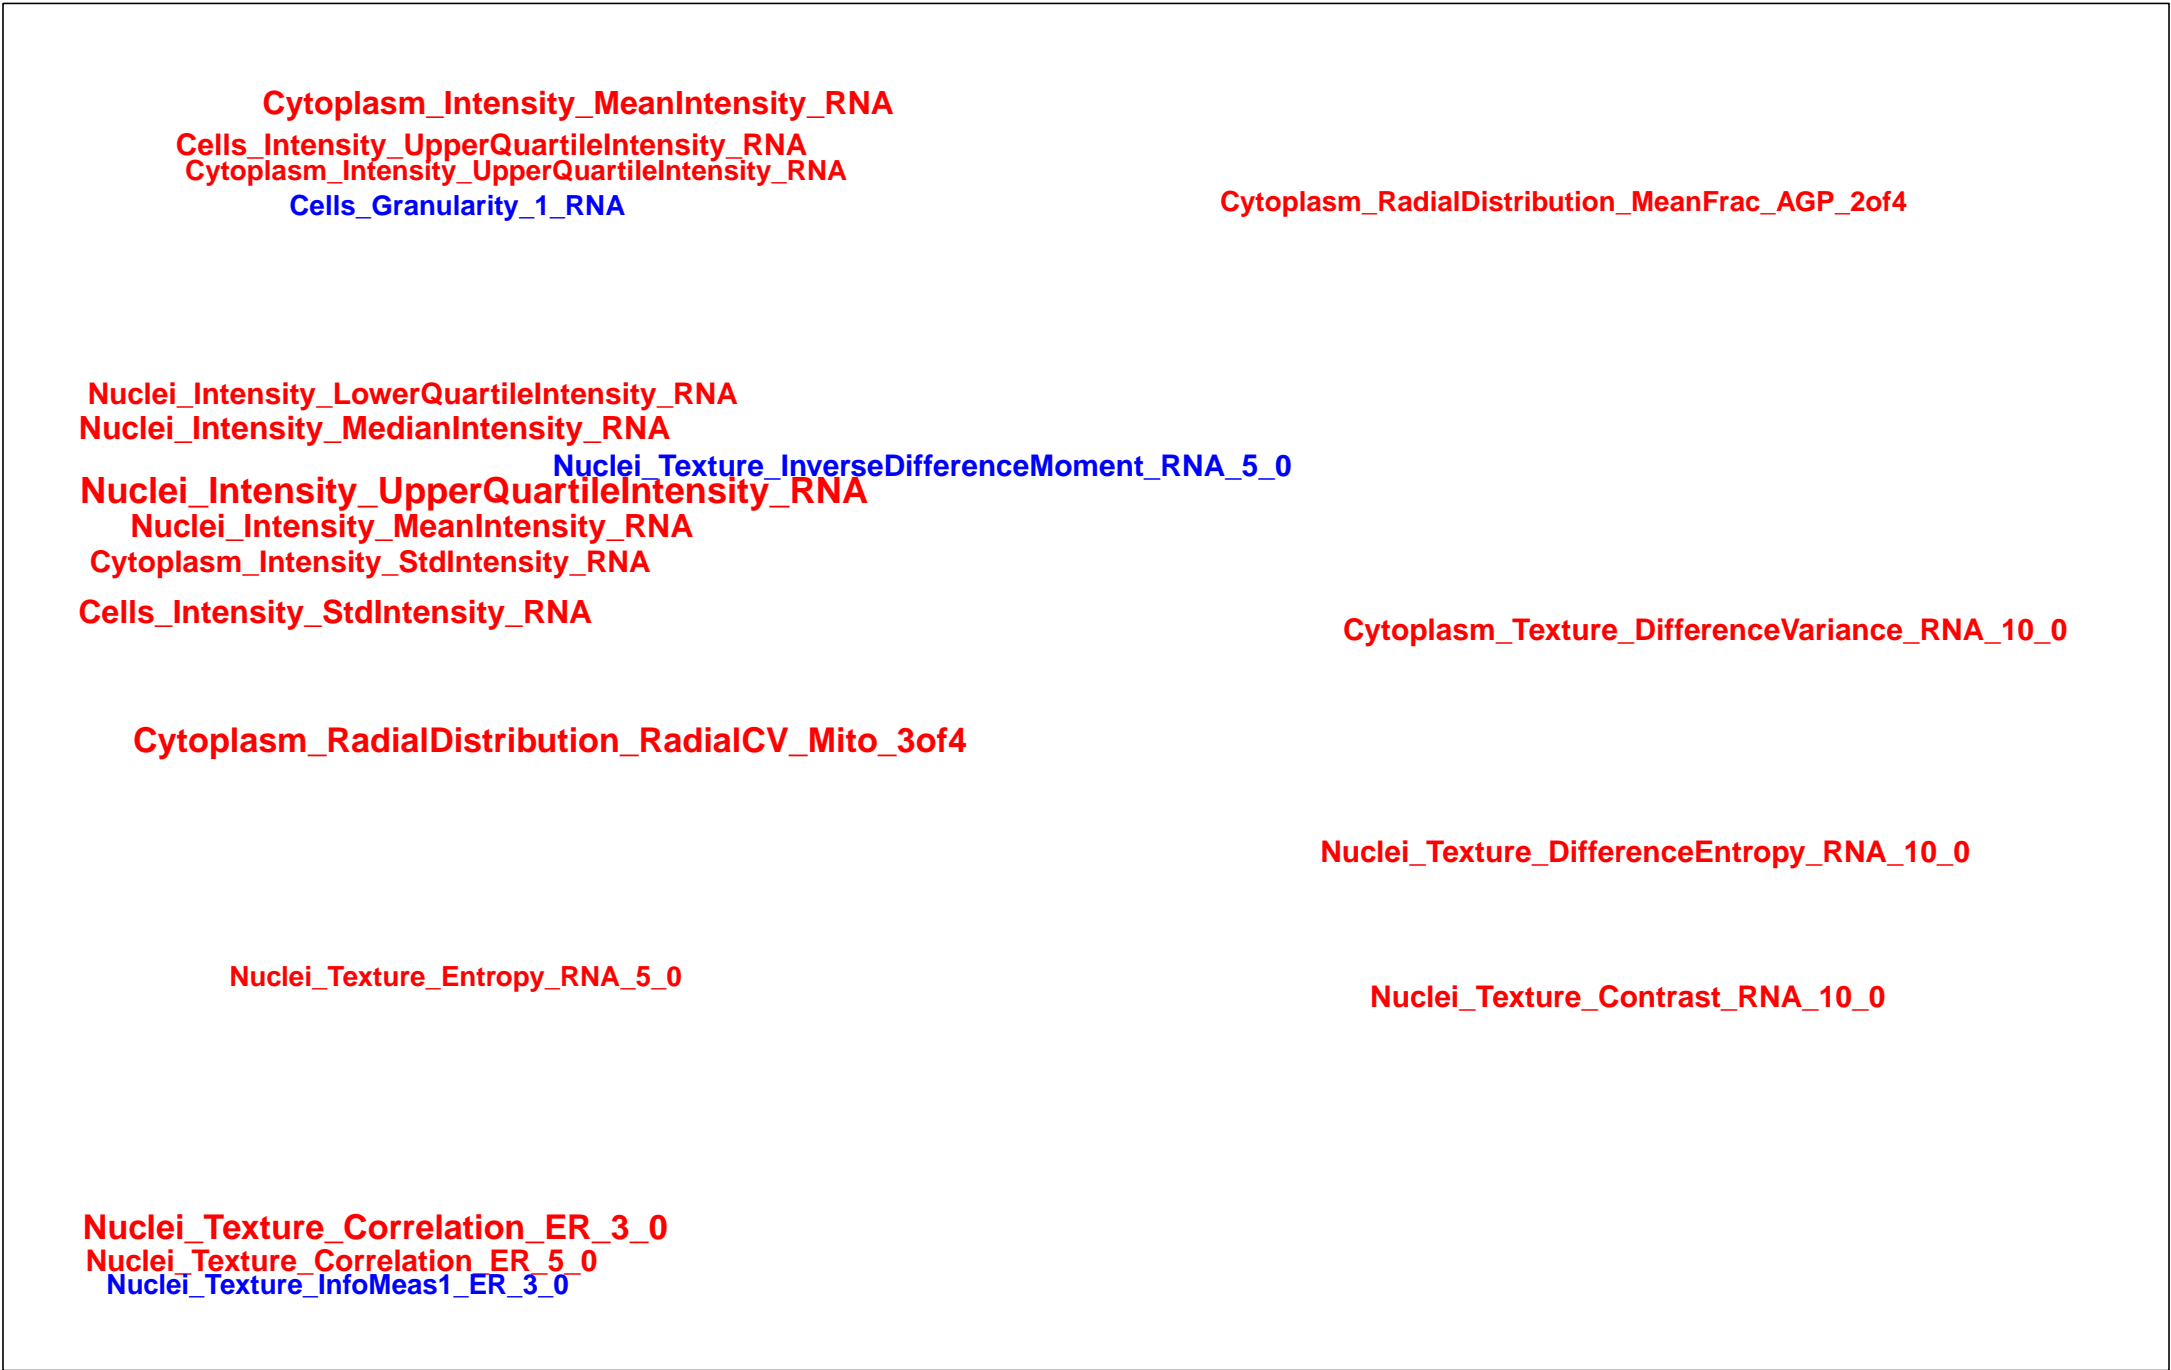 Cytoplasm_Intensity_MeanIntensity_RNA
Cells_Intensity_UpperQuartileIntensity_RNA
Cytoplasm_Intensity_UpperQuartileIntensity_RNA
Cells_Granularity_1_RNA
Cytoplasm_RadialDistribution_MeanFrac_AGP_2of4
Nuclei_Intensity_LowerQuartileIntensity_RNA
Nuclei_Intensity_MedianIntensity_RNA
Nuclei_Texture_InverseDifferenceMoment_RNA_5_0
Nuclei_Intensity_UpperQuartileIntensity_RNA
Nuclei_Intensity_MeanIntensity_RNA
Cytoplasm_Intensity_StdIntensity_RNA
Cells_Intensity_StdIntensity_RNA
Cytoplasm_Texture_DifferenceVariance_RNA_10_0
Cytoplasm_RadialDistribution_RadialCV_Mito_3of4
Nuclei_Texture_DifferenceEntropy_RNA_10_0
Nuclei_Texture_Entropy_RNA_5_0
Nuclei_Texture_Contrast_RNA_10_0
Nuclei_Texture_Correlation_ER_3_0
Nuclei_Texture_Correlation_ER_5_0
Nuclei_Texture_InfoMeas1_ER_3_0